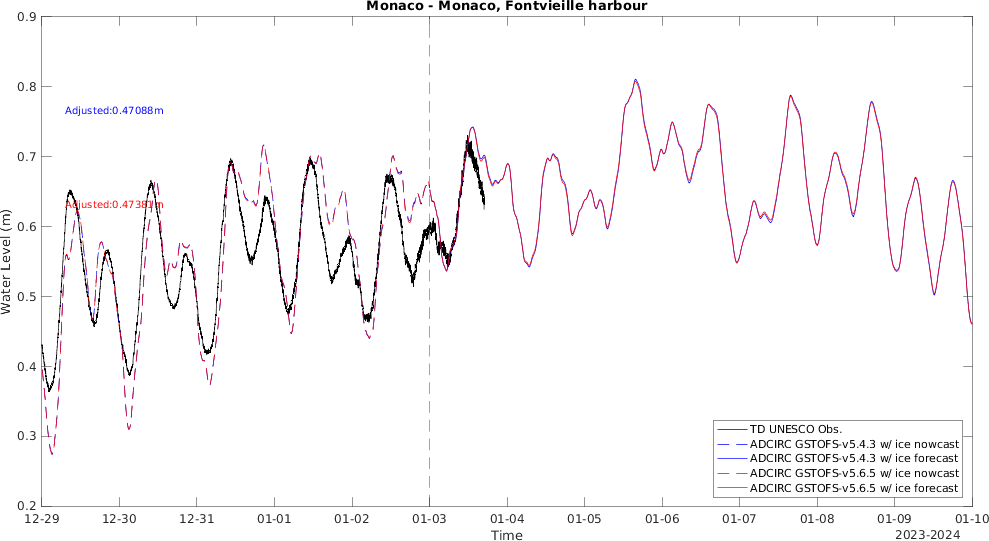 Monaco - Monaco, Fontvieille harbour
0.9
0.8
0.7
0.6
0.5
0.4
0.3
0.2
Water Level (m)
Adjusted:0.47088m
Adjusted:0.47381m
TD UNESCO Obs.
ADCIRC GSTOFS-v5.4.3 w/ ice nowcast
ADCIRC GSTOFS-v5.4.3 w/ ice forecast
ADCIRC GSTOFS-v5.6.5 w/ ice nowcast
ADCIRC GSTOFS-v5.6.5 w/ ice forecast
12-29 12-30 12-31 01-01 01-02 01-03 01-04 01-05 01-06 01-07 01-08 01-09 01-10
Time
2023-2024